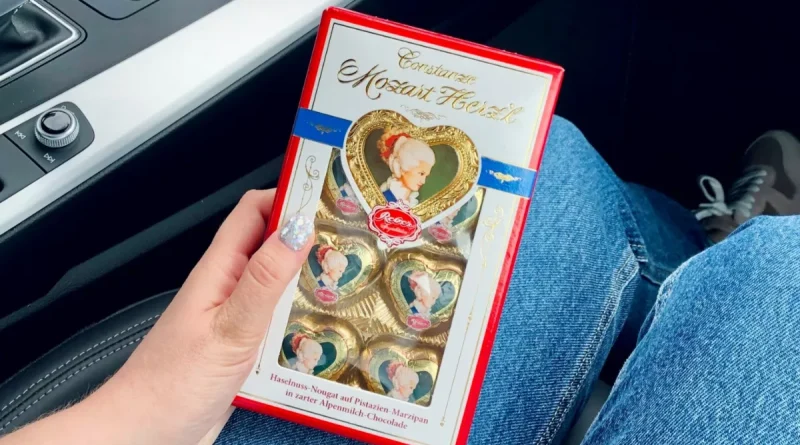 Constanze
Mozart Herz'l
Reber
Haselnuss-Nougat auf Pistazien-Marzipan
in zarter Alpenmilch-Chocolade